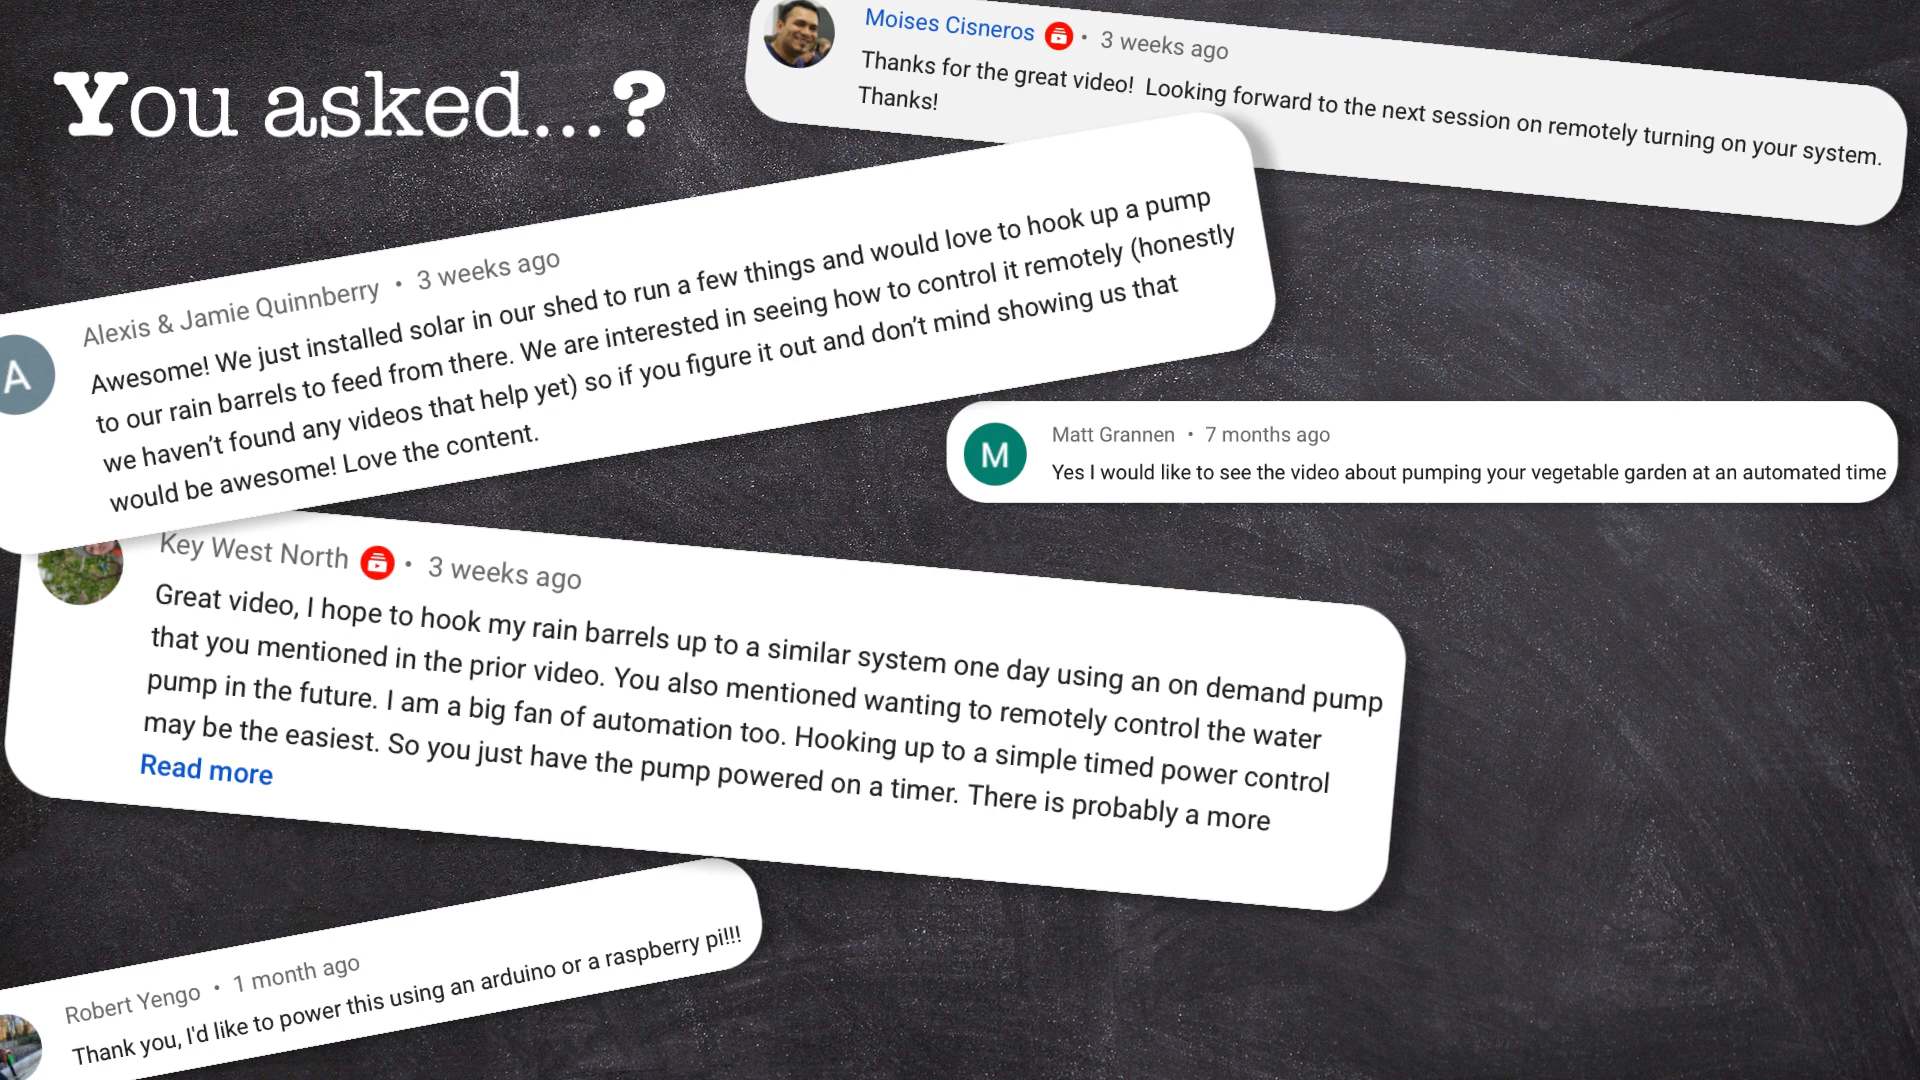 You asked...?
Moises Cisneros • 3 weeks ago
Thanks for the great video! Looking forward to the next session on remotely turning on your system.
Thanks!
A
Alexis & Jamie Quinnberry • 3 weeks ago
Awesome! We just installed solar in our shed to run a few things and would love to hook up a pump
to our rain barrels to feed from there. We are interested in seeing how to control it remotely (honestly
we haven't found any videos that help yet) so if you figure it out and don't mind showing us that
would be awesome! Love the content.
M
Matt Grannen • 7 months ago
Yes I would like to see the video about pumping your vegetable garden at an automated time
Key West North • 3 weeks ago
Great video, I hope to hook my rain barrels up to a similar system one day using an on demand pump
that you mentioned in the prior video. You also mentioned wanting to remotely control the water
pump in the future. I am a big fan of automation too. Hooking up to a simple timed power control
may be the easiest. So you just have the pump powered on a timer. There is probably a more
Read more
Robert Yengo • 1 month ago
Thank you, I'd like to power this using an arduino or a raspberry pi!!!